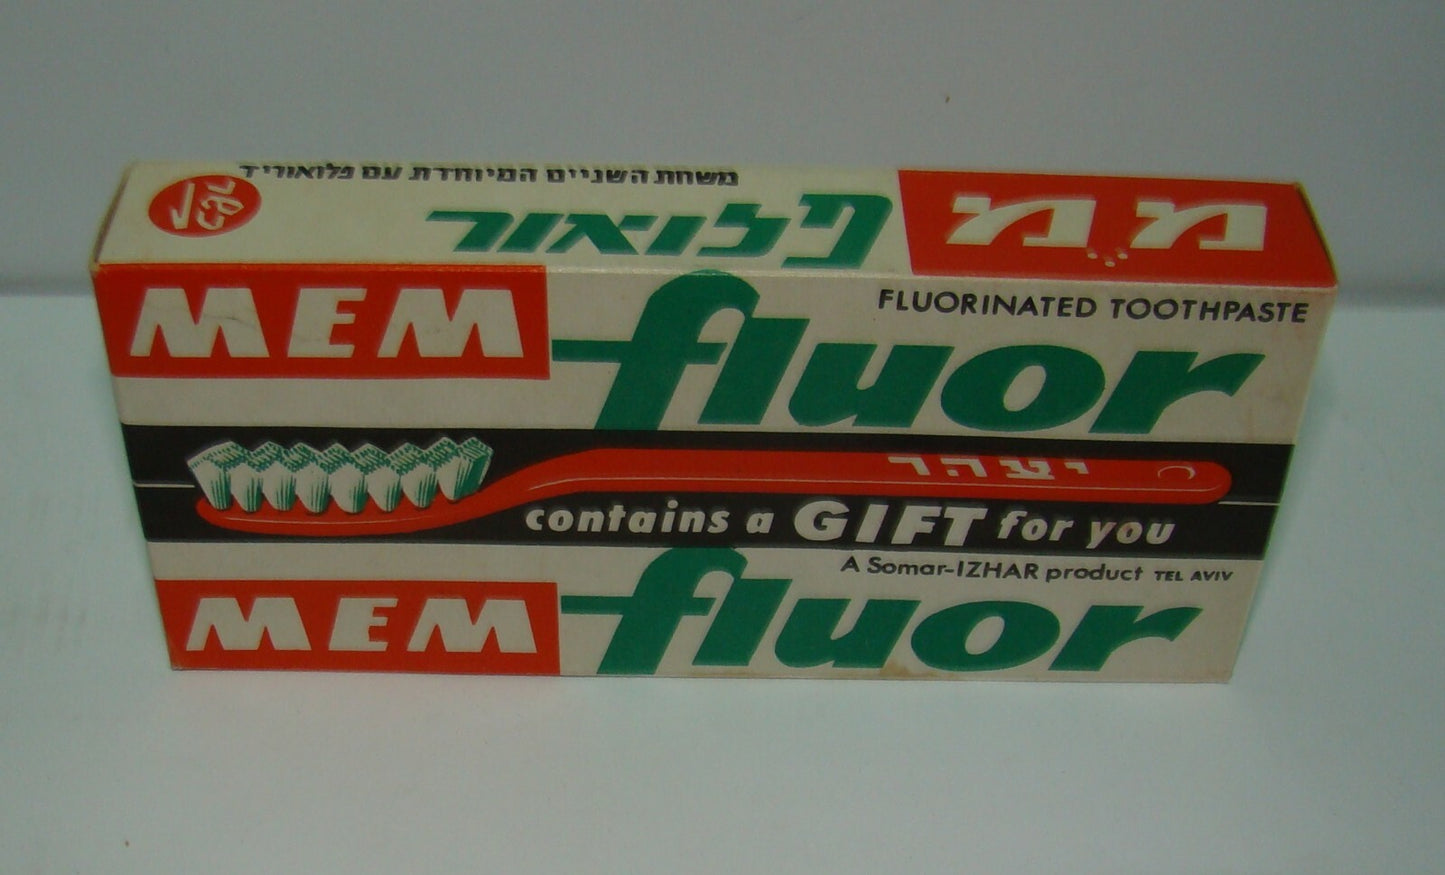 משחת השניים המיוחדת עם פלואוריד
ממ פלואור
MEM fluor
FLUORINATED TOOTHPASTE
יצהר
contains a GIFT for you
A Somar-IZHAR product TEL AVIV
MEM fluor